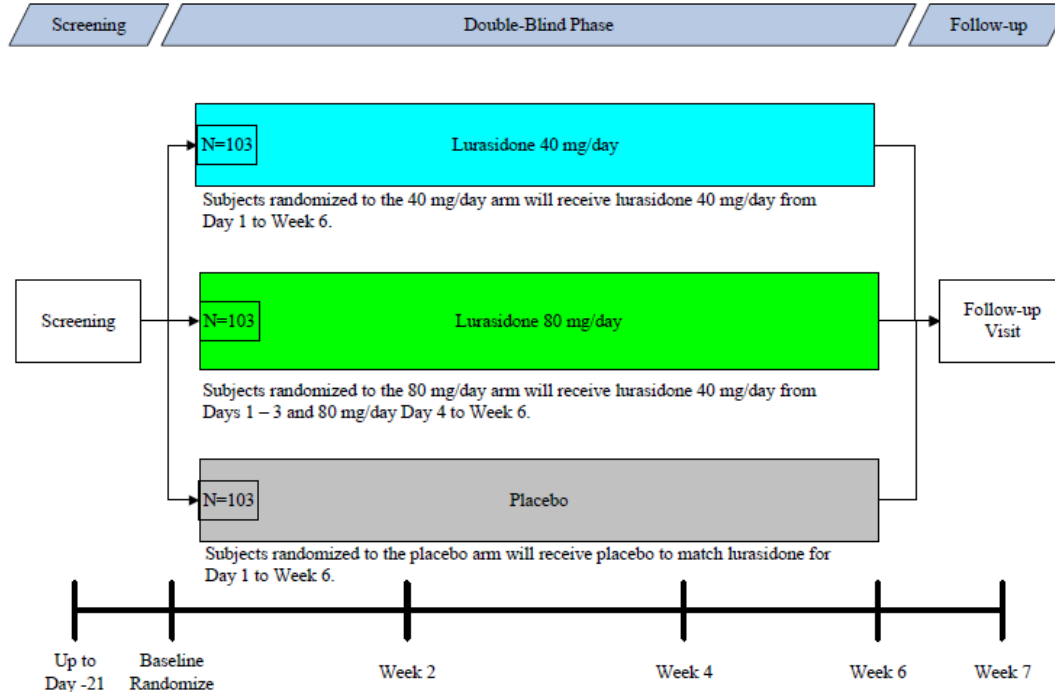 Screening
Double-Blind Phase
Follow-up
N=103
Lurasidone 40 mg/day
Subjects randomized to the 40 mg/day arm will receive lurasidone 40 mg/day from
Day 1 to Week 6.
Screening
N=103
Lurasidone 80 mg/day
Follow-up
Visit
Subjects randomized to the 80 mg/day arm will receive lurasidone 40 mg/day from
Days 1 – 3 and 80 mg/day Day 4 to Week 6.
N=103
Placebo
Subjects randomized to the placebo arm will receive placebo to match lurasidone for
Day 1 to Week 6.
Up to
Day -21
Baseline
Randomize
Week 2
Week 4
Week 6
Week 7